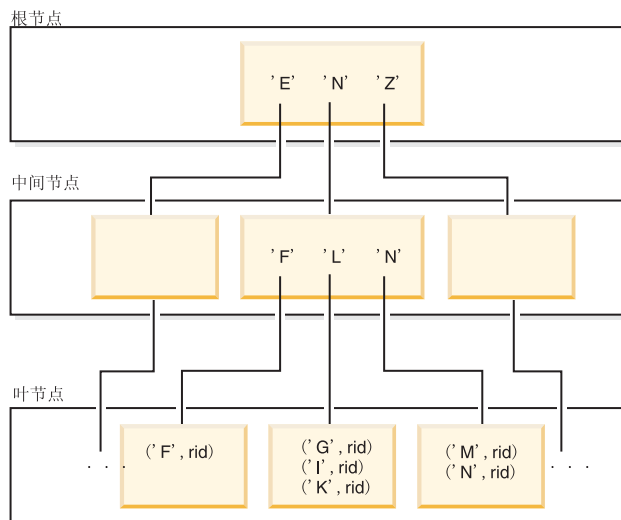 根节点
'E' 'N' 'Z'
中间节点
'F' 'L' 'N'
叶节点
('F', rid) ('G', rid) ('M', rid)
('I', rid) ('N', rid)
('K', rid)
. . . . . .